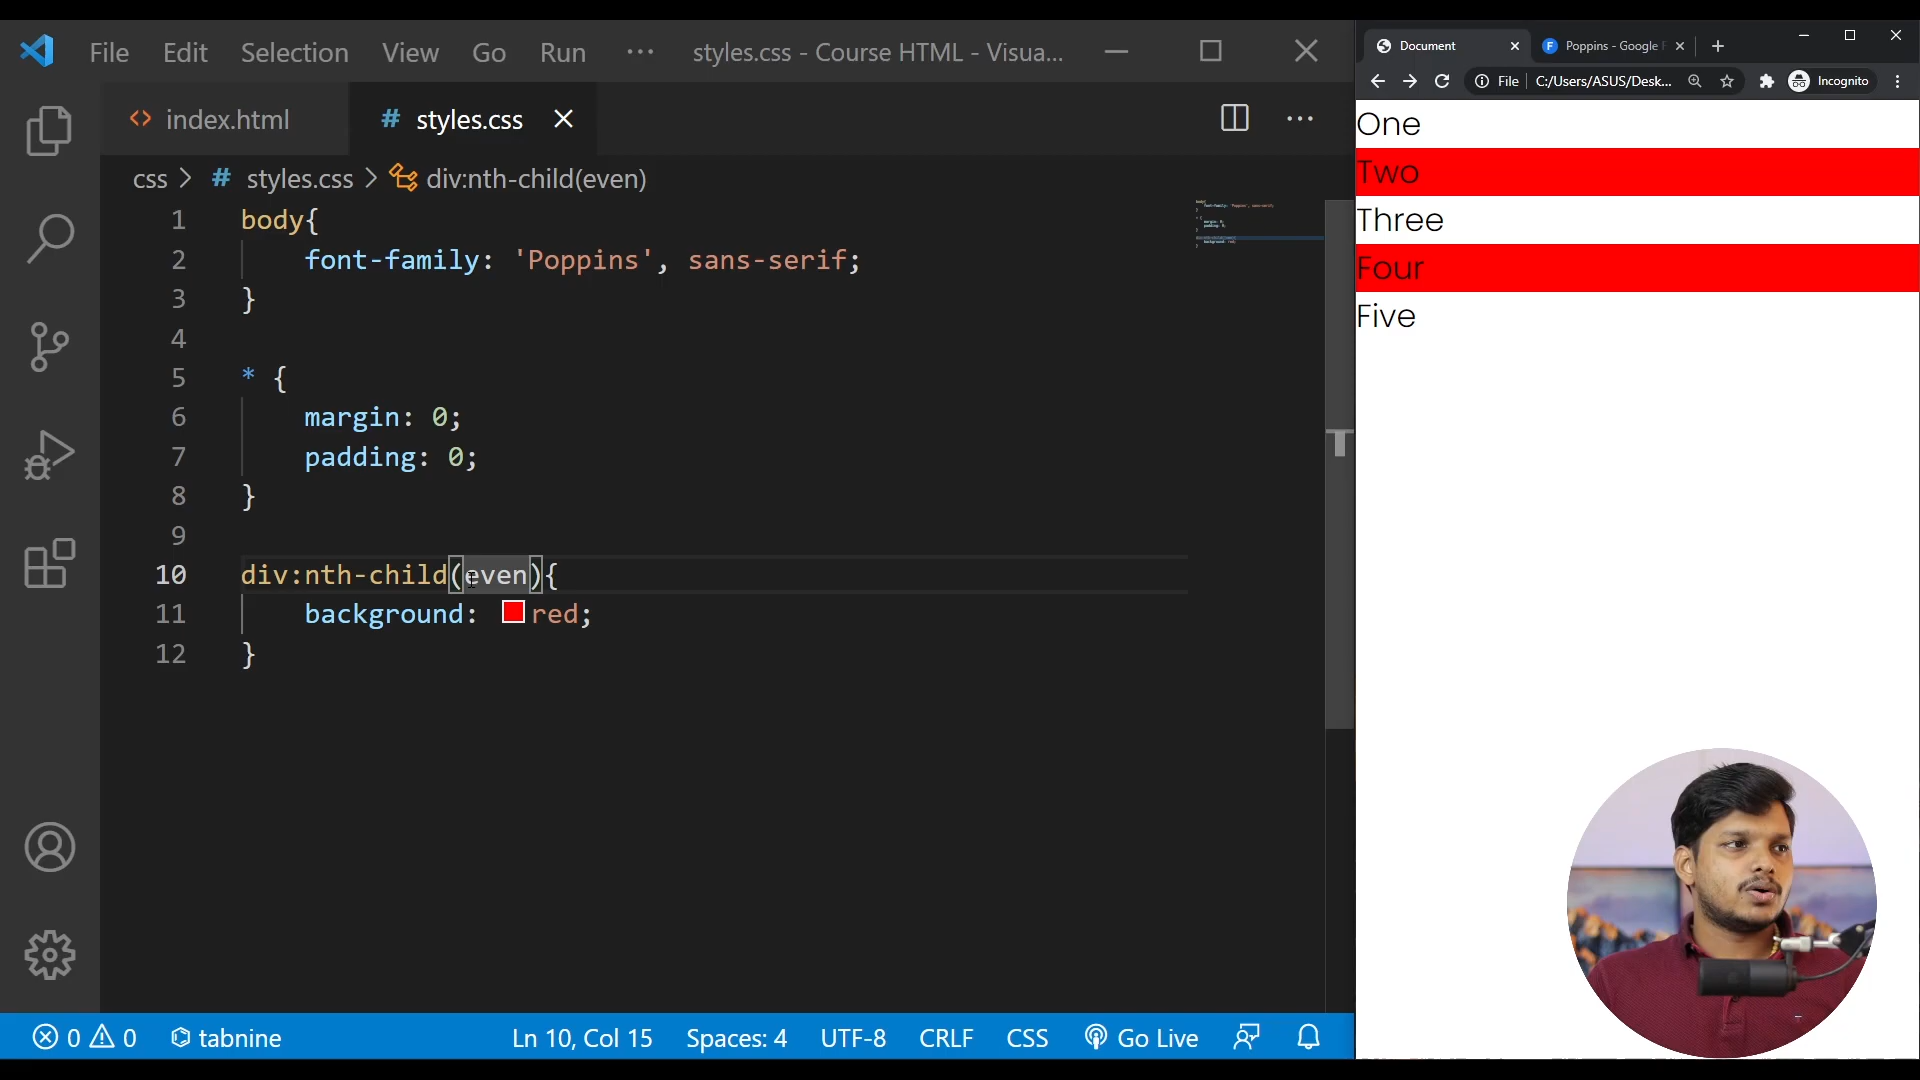 File Edit Selection View Go Run ··· styles.css - Course HTML - Visua...
index.html # styles.css
css > # styles.css > div:nth-child(even)
1 body{
2 font-family: 'Poppins', sans-serif;
3 }
4
5 * {
6 margin: 0;
7 padding: 0;
8 }
9
10 div:nth-child(even){
11 background: red;
12 }
0 0 tabnine Ln 10, Col 15 Spaces: 4 UTF-8 CRLF CSS Go Live
Document Poppins - Google F
File C:/Users/ASUS/Desk... Incognito
One
Two
Three
Four
Five